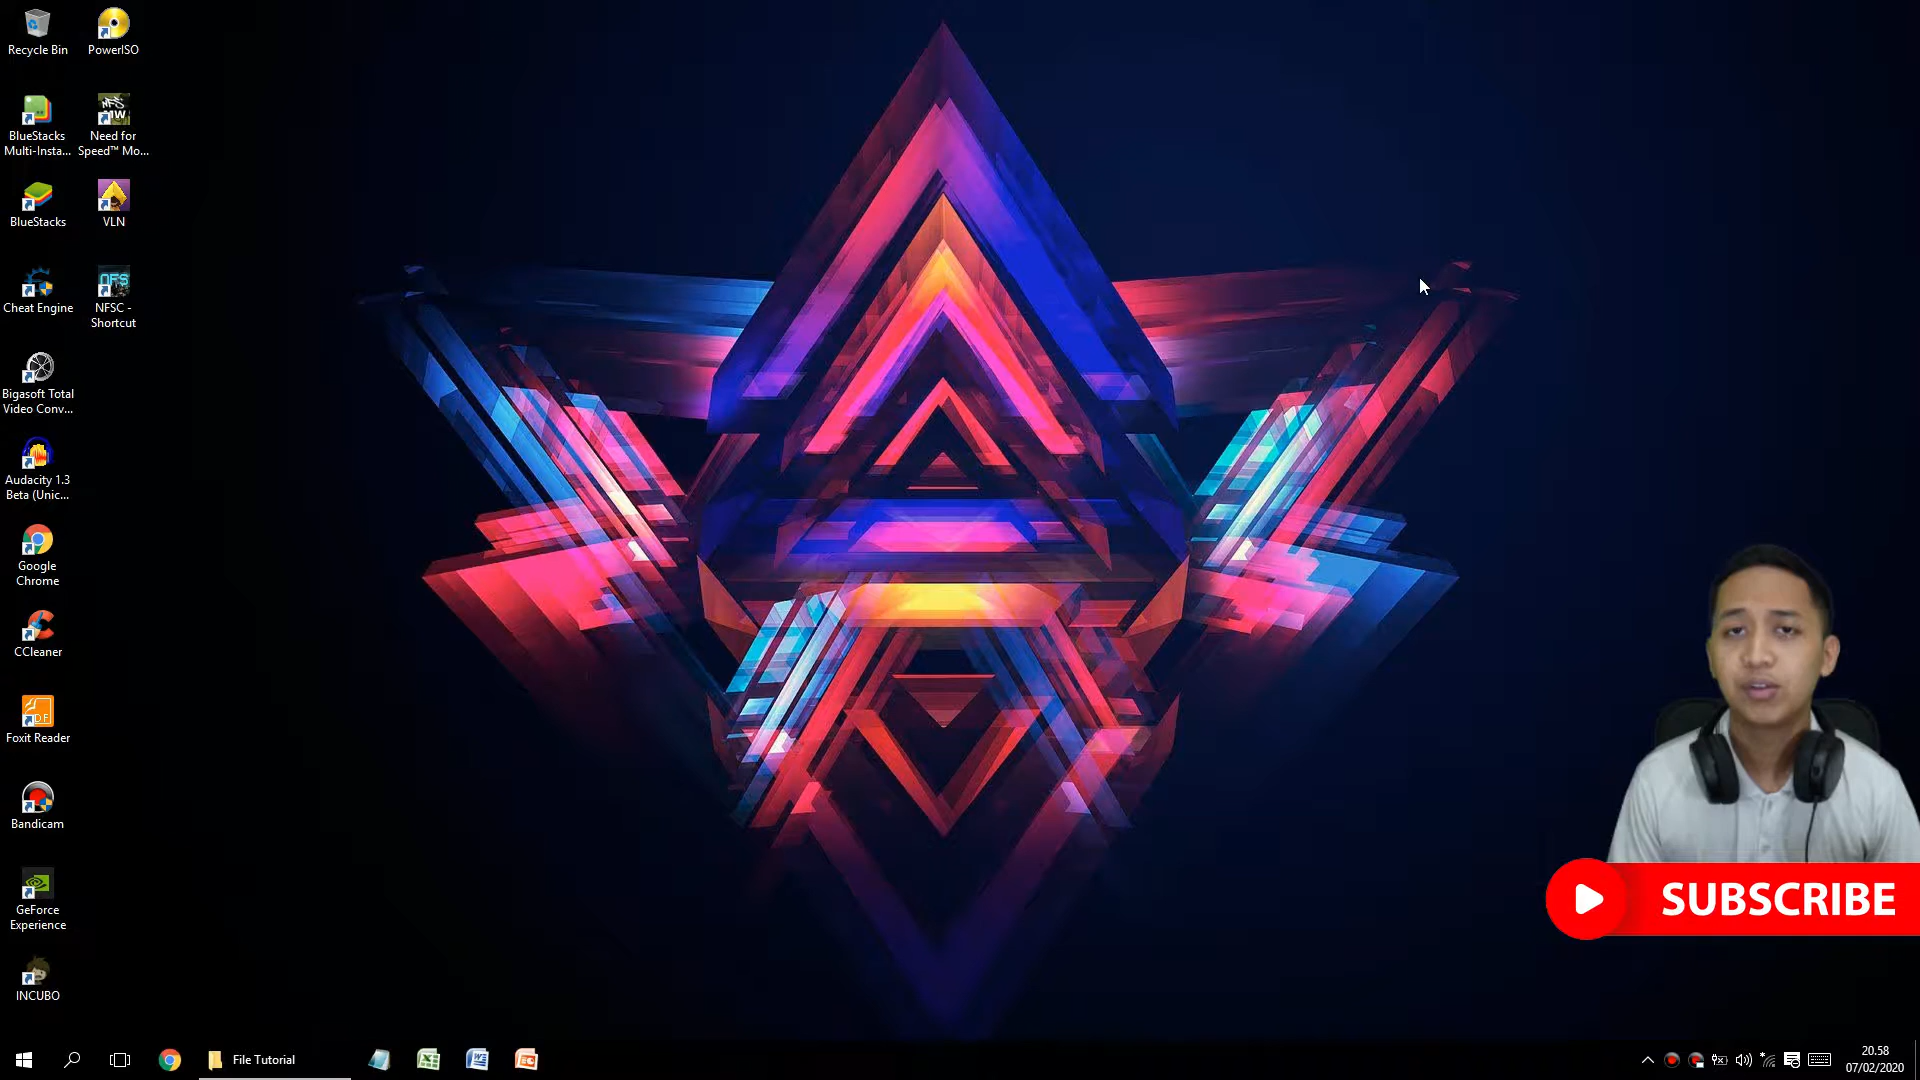 Recycle Bin
PowerISO
BlueStacks
Multi-Insta...
Need for
Speed™ Mo...
BlueStacks
VLN
Cheat Engine
NFSC -
Shortcut
Bigasoft Total
Video Conv...
Audacity 1.3
Beta (Unic...
Google
Chrome
CCleaner
Foxit Reader
Bandicam
GeForce
Experience
INCUBO
SUBSCRIBE
File Tutorial
20.58
07/02/2020